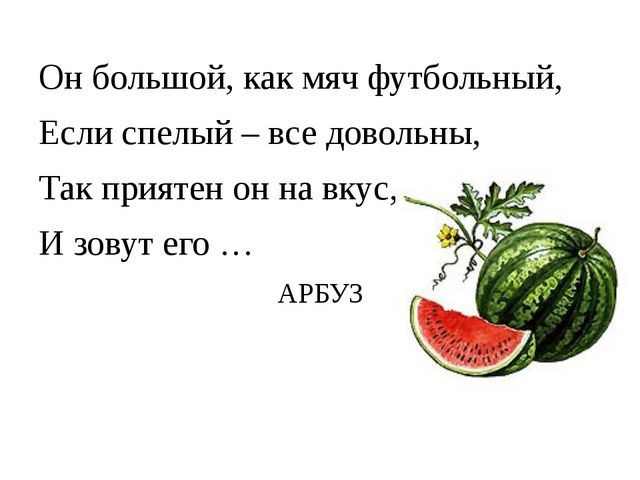 Он большой, как мяч футбольный,
Если спелый – все довольны,
Так приятен он на вкус,
И зовут его …
АРБУЗ